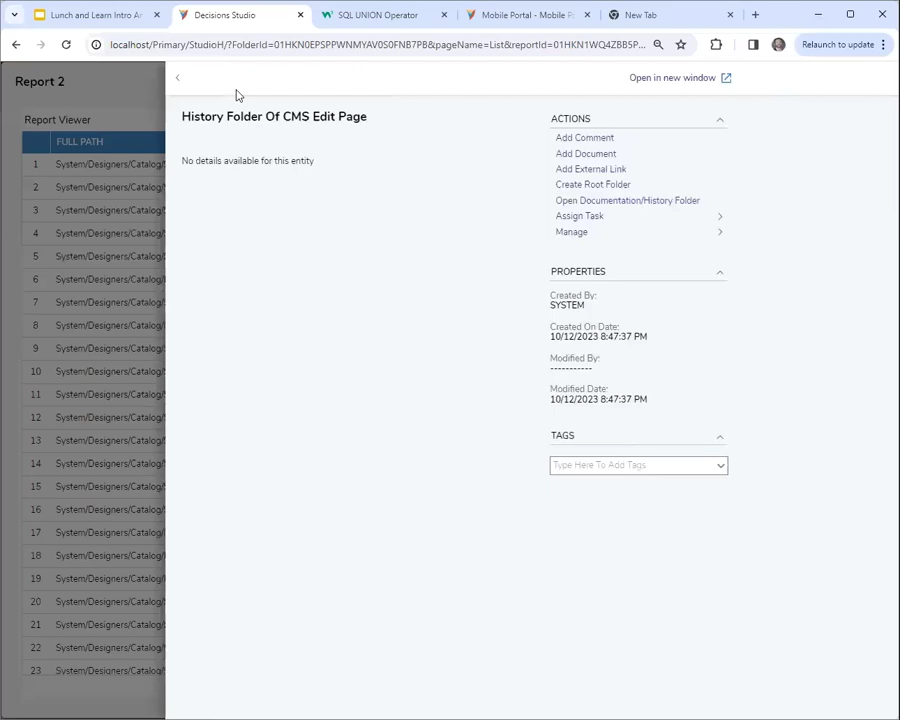 Lunch and Learn Intro Ar
Decisions Studio
SQL UNION Operator
Mobile Portal - Mobile P
New Tab
localhost/Primary/StudioH/?FolderId=01HKN0EPSPPWNMYAV0S0FNB7PB&pageName=List&reportId=01HKN1WQ4ZBB5P...
Relaunch to update
Report 2
Open in new window
History Folder Of CMS Edit Page
No details available for this entity
Report Viewer
FULL PATH
1 System/Designers/Catalog/
2 System/Designers/Catalog/
3 System/Designers/Catalog/
4 System/Designers/Catalog/
5 System/Designers/Catalog/
6 System/Designers/Catalog/
7 System/Designers/Catalog/
8 System/Designers/Catalog/
9 System/Designers/Catalog/
10 System/Designers/Catalog/
11 System/Designers/Catalog/
12 System/Designers/Catalog/
13 System/Designers/Catalog/
14 System/Designers/Catalog/
15 System/Designers/Catalog/
16 System/Designers/Catalog/
17 System/Designers/Catalog/
18 System/Designers/Catalog/
19 System/Designers/Catalog/
20 System/Designers/Catalog/
21 System/Designers/Catalog/
22 System/Designers/Catalog/
23 System/Designers/Catalog/
ACTIONS
Add Comment
Add Document
Add External Link
Create Root Folder
Open Documentation/History Folder
Assign Task
Manage
PROPERTIES
Created By:
SYSTEM
Created On Date:
10/12/2023 8:47:37 PM
Modified By:
-----------
Modified Date:
10/12/2023 8:47:37 PM
TAGS
Type Here To Add Tags